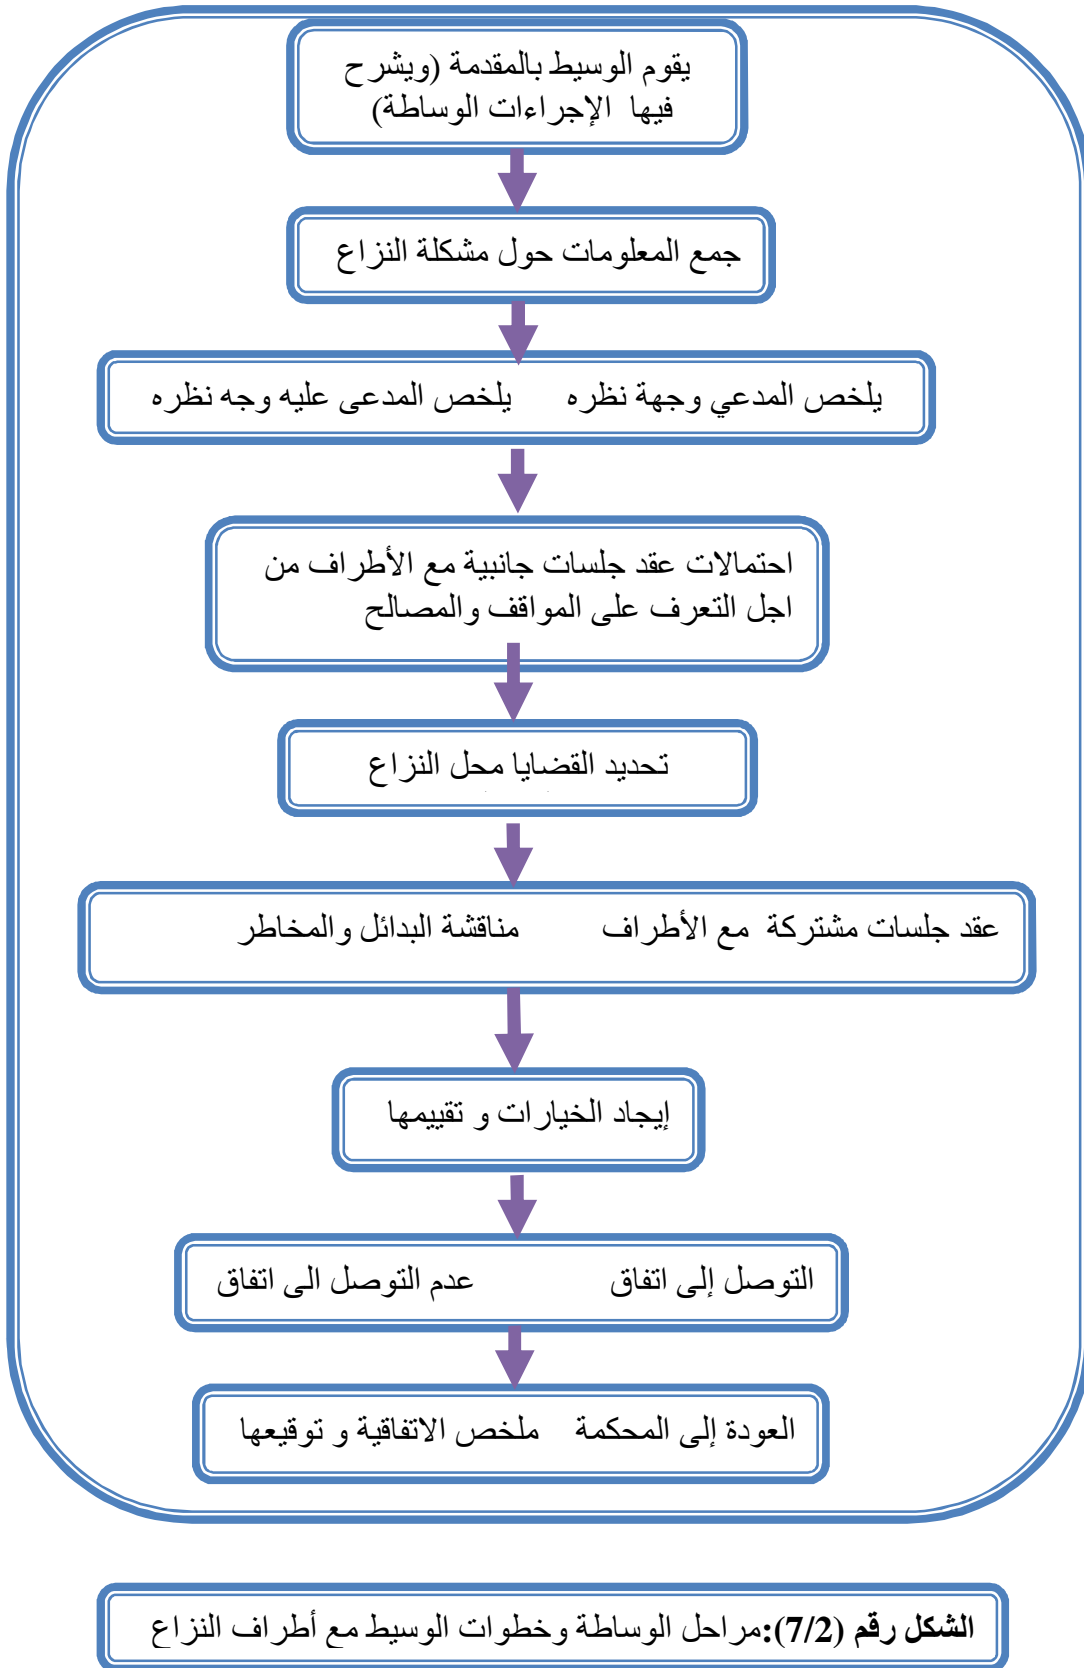 يقوم الوسيط بالمقدمة (ويشرح
فيها الإجراءات الوساطة)
جمع المعلومات حول مشكلة النزاع
يلخص المدعي وجهة نظره يلخص المدعى عليه وجه نظره
احتمالات عقد جلسات جانبية مع الأطراف من
اجل التعرف على المواقف والمصالح
تحديد القضايا محل النزاع
عقد جلسات مشتركة مع الأطراف مناقشة البدائل والمخاطر
إيجاد الخيارات و تقييمها
التوصل إلى اتفاق عدم التوصل الى اتفاق
العودة إلى المحكمة ملخص الاتفاقية و توقيعها
الشكل رقم (7/2):مراحل الوساطة وخطوات الوسيط مع أطراف النزاع